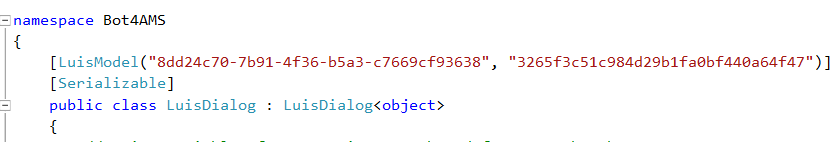 namespace Bot4AMS
{
[LuisModel("8dd24c70-7b91-4f36-b5a3-c7669cf93638", "3265f3c51c984d29b1fa0bf440a64f47")]
[Serializable]
public class LuisDialog : LuisDialog<object>
{